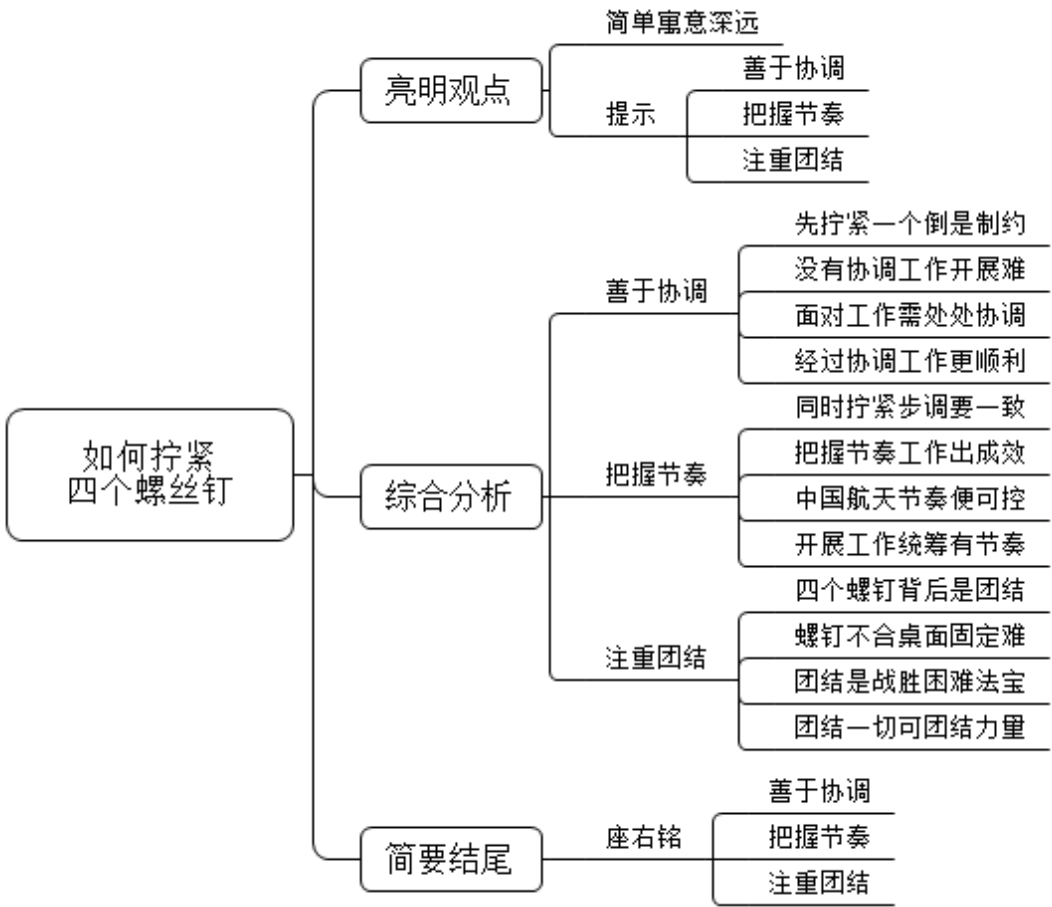 如何拧紧
四个螺丝钉
亮明观点
简单寓意深远
提示
善于协调
把握节奏
注重团结
综合分析
善于协调
先拧紧一个倒是制约
没有协调工作开展难
面对工作需处处协调
经过协调工作更顺利
把握节奏
同时拧紧步调要一致
把握节奏工作出成效
中国航天节奏便可控
开展工作统筹有节奏
注重团结
四个螺钉背后是团结
螺钉不合桌面固定难
团结是战胜困难法宝
团结一切可团结力量
简要结尾
座右铭
善于协调
把握节奏
注重团结